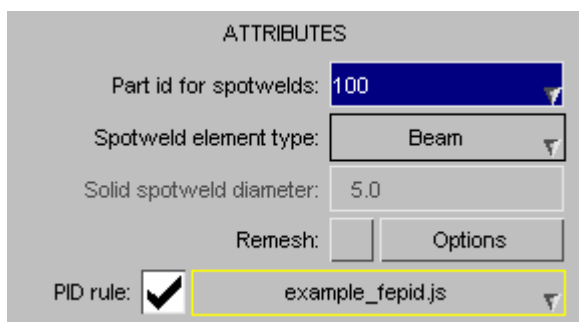 ATTRIBUTES
Part id for spotwelds: 100
Spotweld element type: Beam
Solid spotweld diameter: 5.0
Remesh: Options
PID rule: example_fepid.js